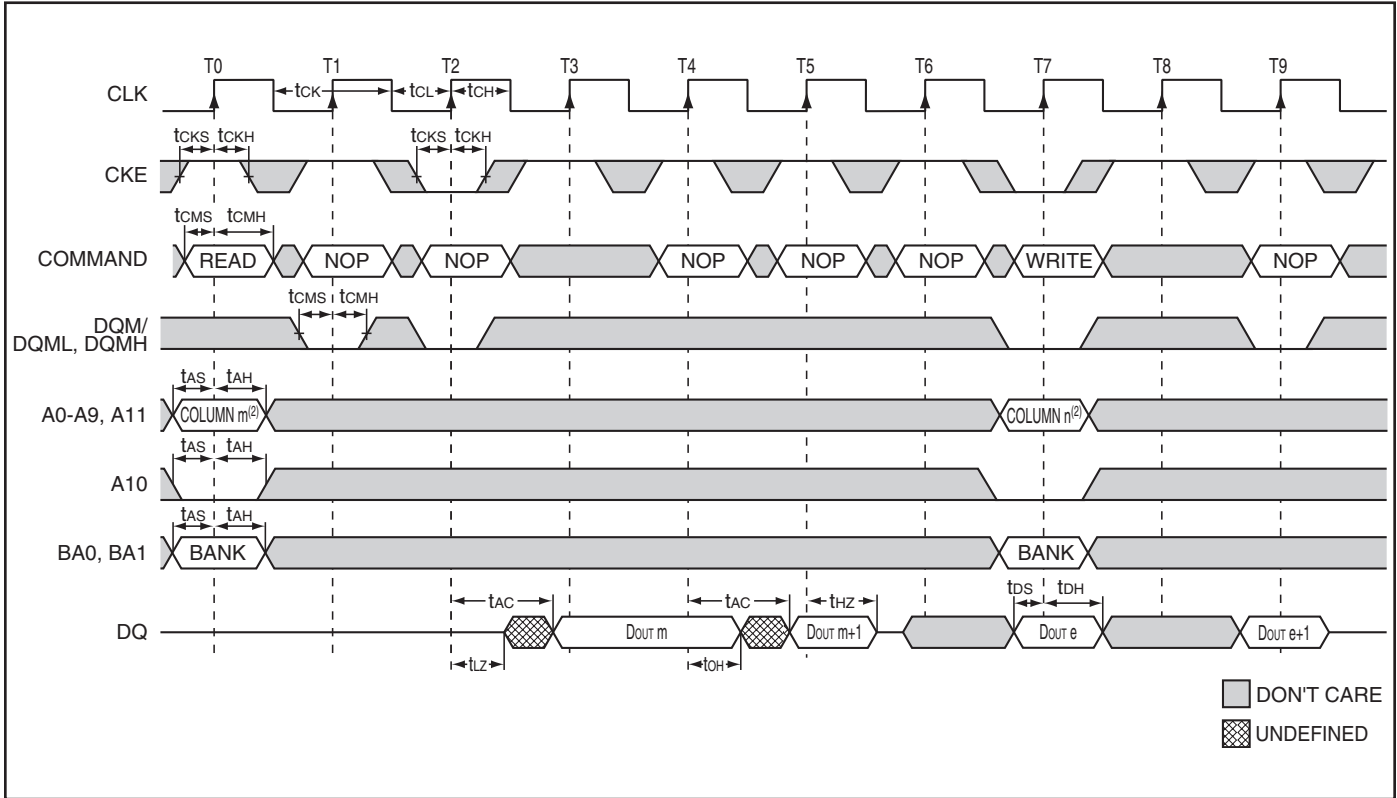 T0 T1 T2 T3 T4 T5 T6 T7 T8 T9
CLK tCK tCL tCH
tCKS tCKH tCKS tCKH
CKE
tCMS tCMH
COMMAND READ NOP NOP NOP NOP NOP WRITE NOP
tCMS tCMH
DQM/
DQML, DQMH
tAS tAH
A0-A9, A11 COLUMN m(2) COLUMN n(2)
tAS tAH
A10
tAS tAH
BA0, BA1 BANK BANK
tAC tAC tHZ tDS tDH
DQ DOUT m DOUT m+1 DOUT e DOUT e+1
tLZ tOH
DON'T CARE
UNDEFINED